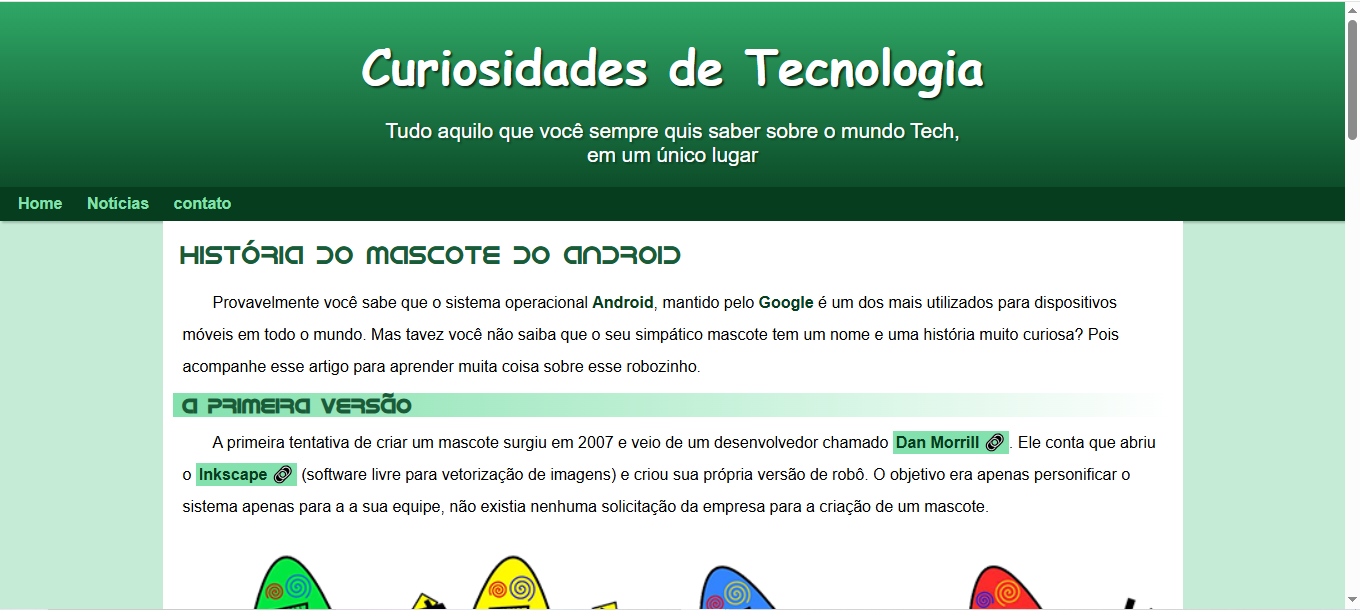 Curiosidades de Tecnologia
Tudo aquilo que você sempre quis saber sobre o mundo Tech,
em um único lugar
Home Notícias contato
História do Mascote do Android
Provavelmente você sabe que o sistema operacional Android, mantido pelo Google é um dos mais utilizados para dispositivos
móveis em todo o mundo. Mas tavez você não saiba que o seu simpático mascote tem um nome e uma história muito curiosa? Pois
acompanhe esse artigo para aprender muita coisa sobre esse robozinho.
A primeira versão
A primeira tentativa de criar um mascote surgiu em 2007 e veio de um desenvolvedor chamado Dan Morrill. Ele conta que abriu
o Inkscape (software livre para vetorização de imagens) e criou sua própria versão de robô. O objetivo era apenas personificar o
sistema apenas para a a sua equipe, não existia nenhuma solicitação da empresa para a criação de um mascote.